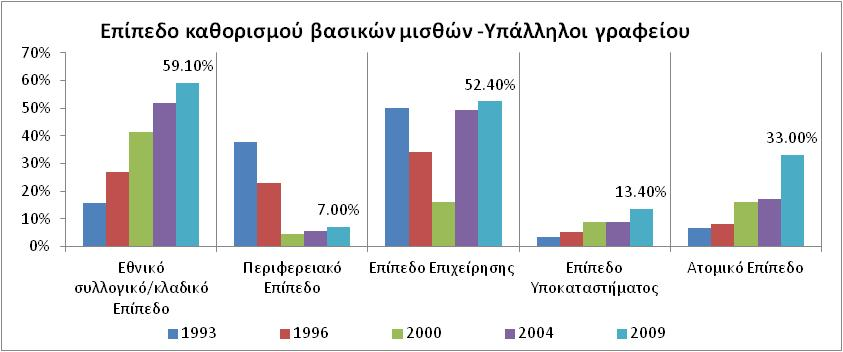 Επίπεδο καθορισμού βασικών μισθών -Υπάλληλοι γραφείου
70%
60%
50%
40%
30%
20%
10%
0%
59.10%
7.00%
52.40%
13.40%
33.00%
Εθνικό
συλλογικό/κλαδικό
Επίπεδο
Περιφερειακό
Επίπεδο
Επίπεδο Επιχείρησης
Επίπεδο
Υποκαταστήματος
Ατομικό Επίπεδο
1993 1996 2000 2004 2009